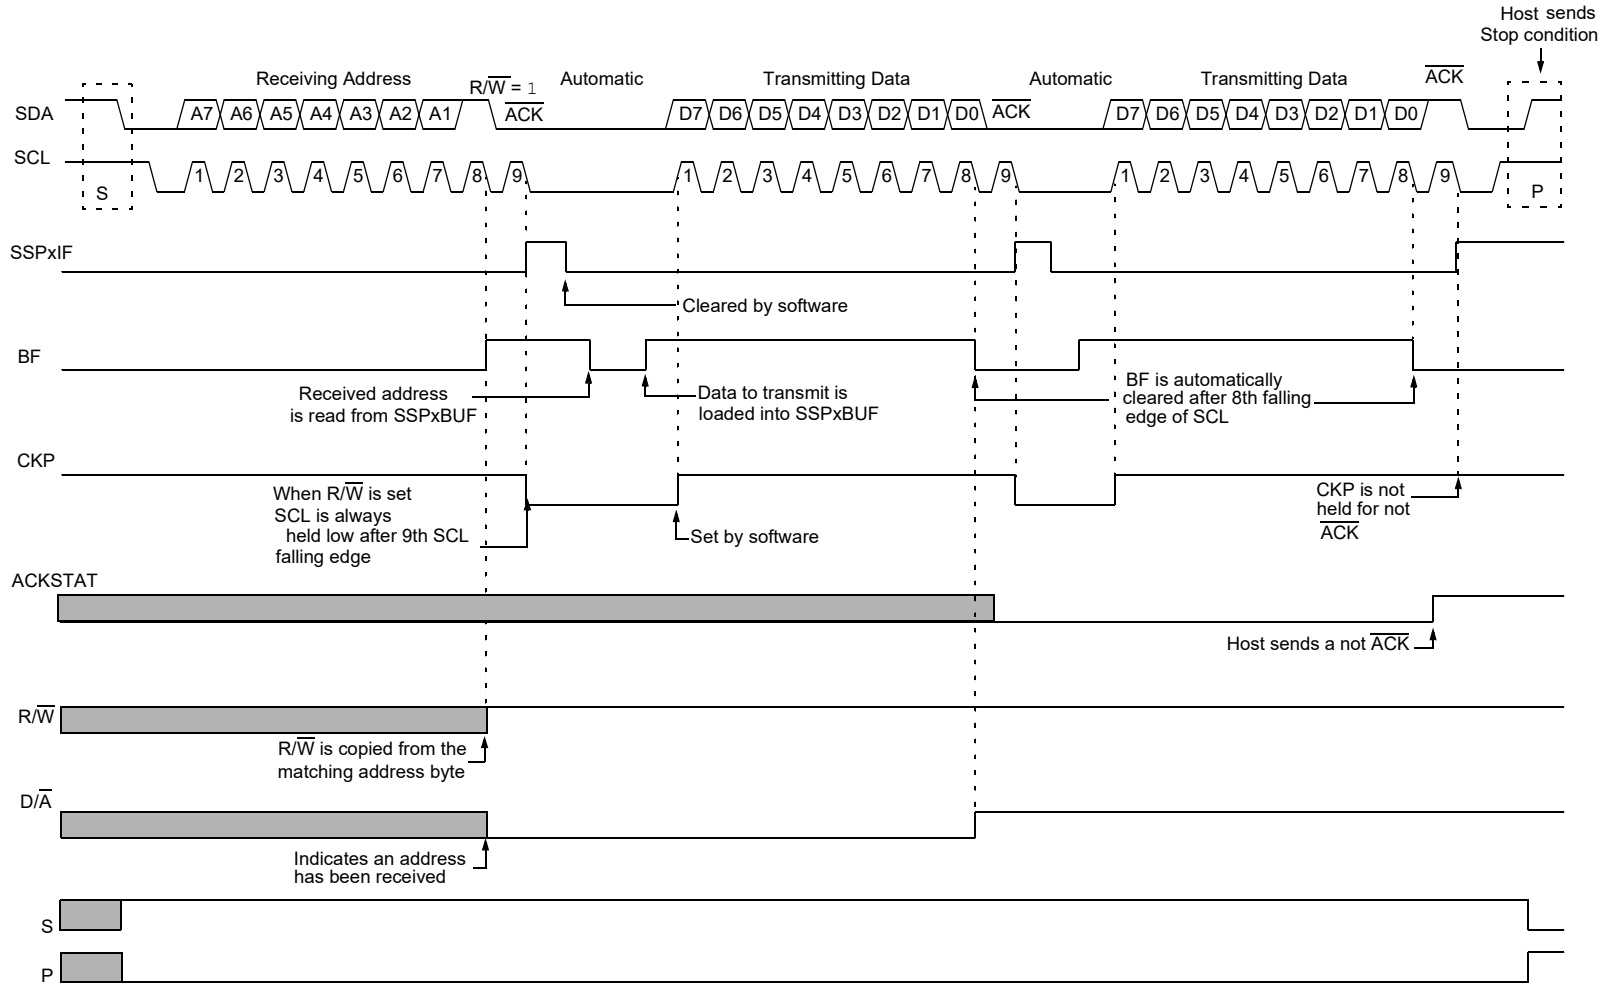 Host sends
Stop condition
Receiving Address
R/W̅ = 1
Automatic
Transmitting Data
Automatic
Transmitting Data
A̅C̅K̅
SDA
A7 A6 A5 A4 A3 A2 A1
A̅C̅K̅
D7 D6 D5 D4 D3 D2 D1 D0
A̅C̅K̅
D7 D6 D5 D4 D3 D2 D1 D0
SCL
1 2 3 4 5 6 7 8 9
1 2 3 4 5 6 7 8 9
1 2 3 4 5 6 7 8 9
S
P
SSPxIF
Cleared by software
BF
Received address
is read from SSPxBUF
Data to transmit is
loaded into SSPxBUF
BF is automatically
cleared after 8th falling
edge of SCL
CKP
When R/W̅ is set
SCL is always
held low after 9th SCL
falling edge
Set by software
CKP is not
held for not
A̅C̅K̅
ACKSTAT
Host sends a not A̅C̅K̅
R/W̅
R/W̅ is copied from the
matching address byte
D/A̅
Indicates an address
has been received
S
P